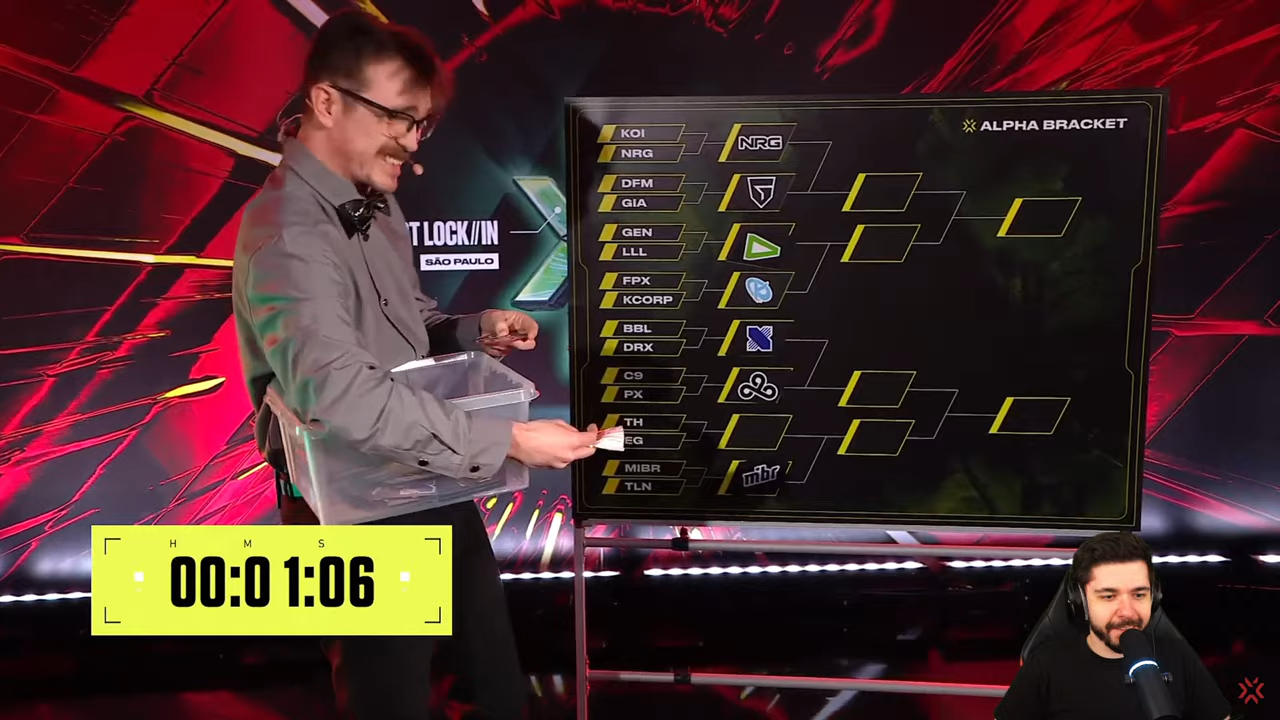 ALPHA BRACKET
KOI
NRG
NRG
DFM
GIA
GEN
LLL
FPX
KCORP
BBL
DRX
C9
PX
TH
EG
MIBR
TLN
mibr
T LOCK//IN
SÃO PAULO
H M S
00:01:06